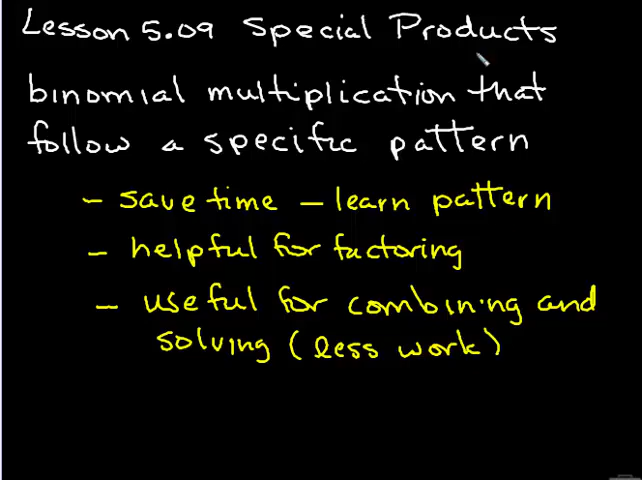 Lesson 5.09 Special Products
binomial multiplication that
follow a specific pattern
- save time - learn pattern
- helpful for factoring
- useful for combining and
solving (less work)